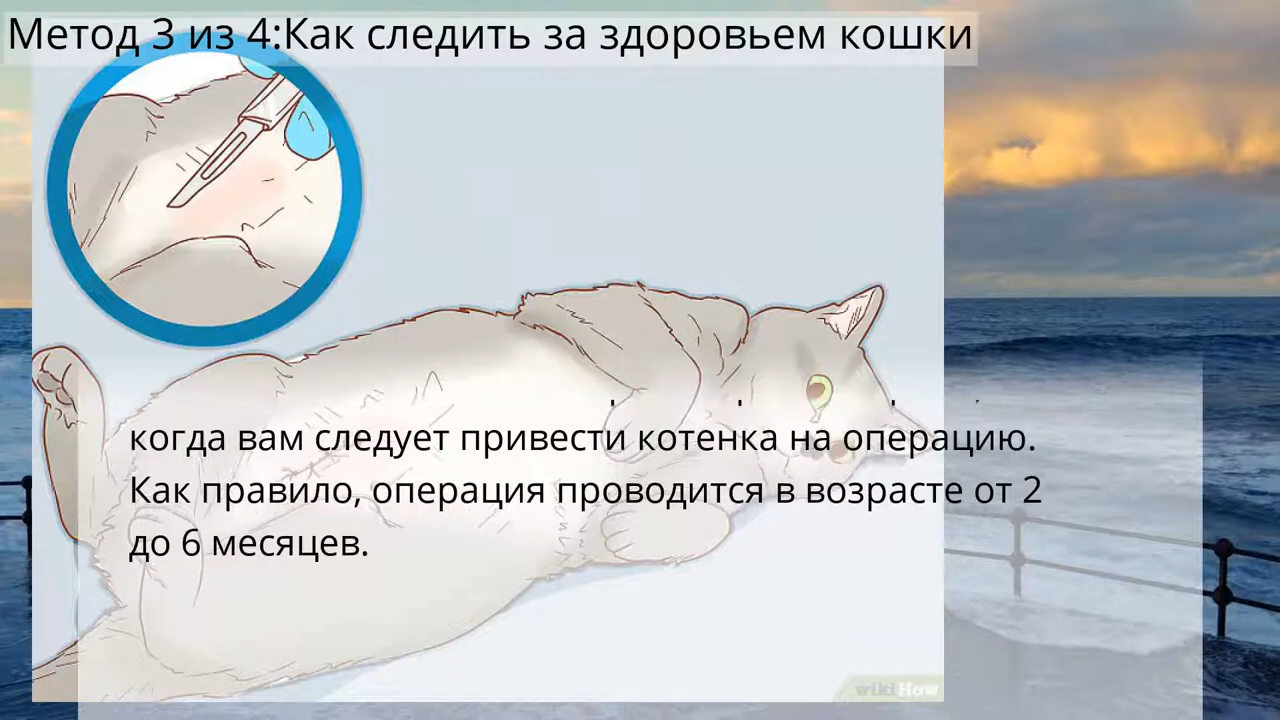 Метод 3 из 4:Как следить за здоровьем кошки
когда вам следует привести котенка на операцию.
Как правило, операция проводится в возрасте от 2
до 6 месяцев.
wikiHow